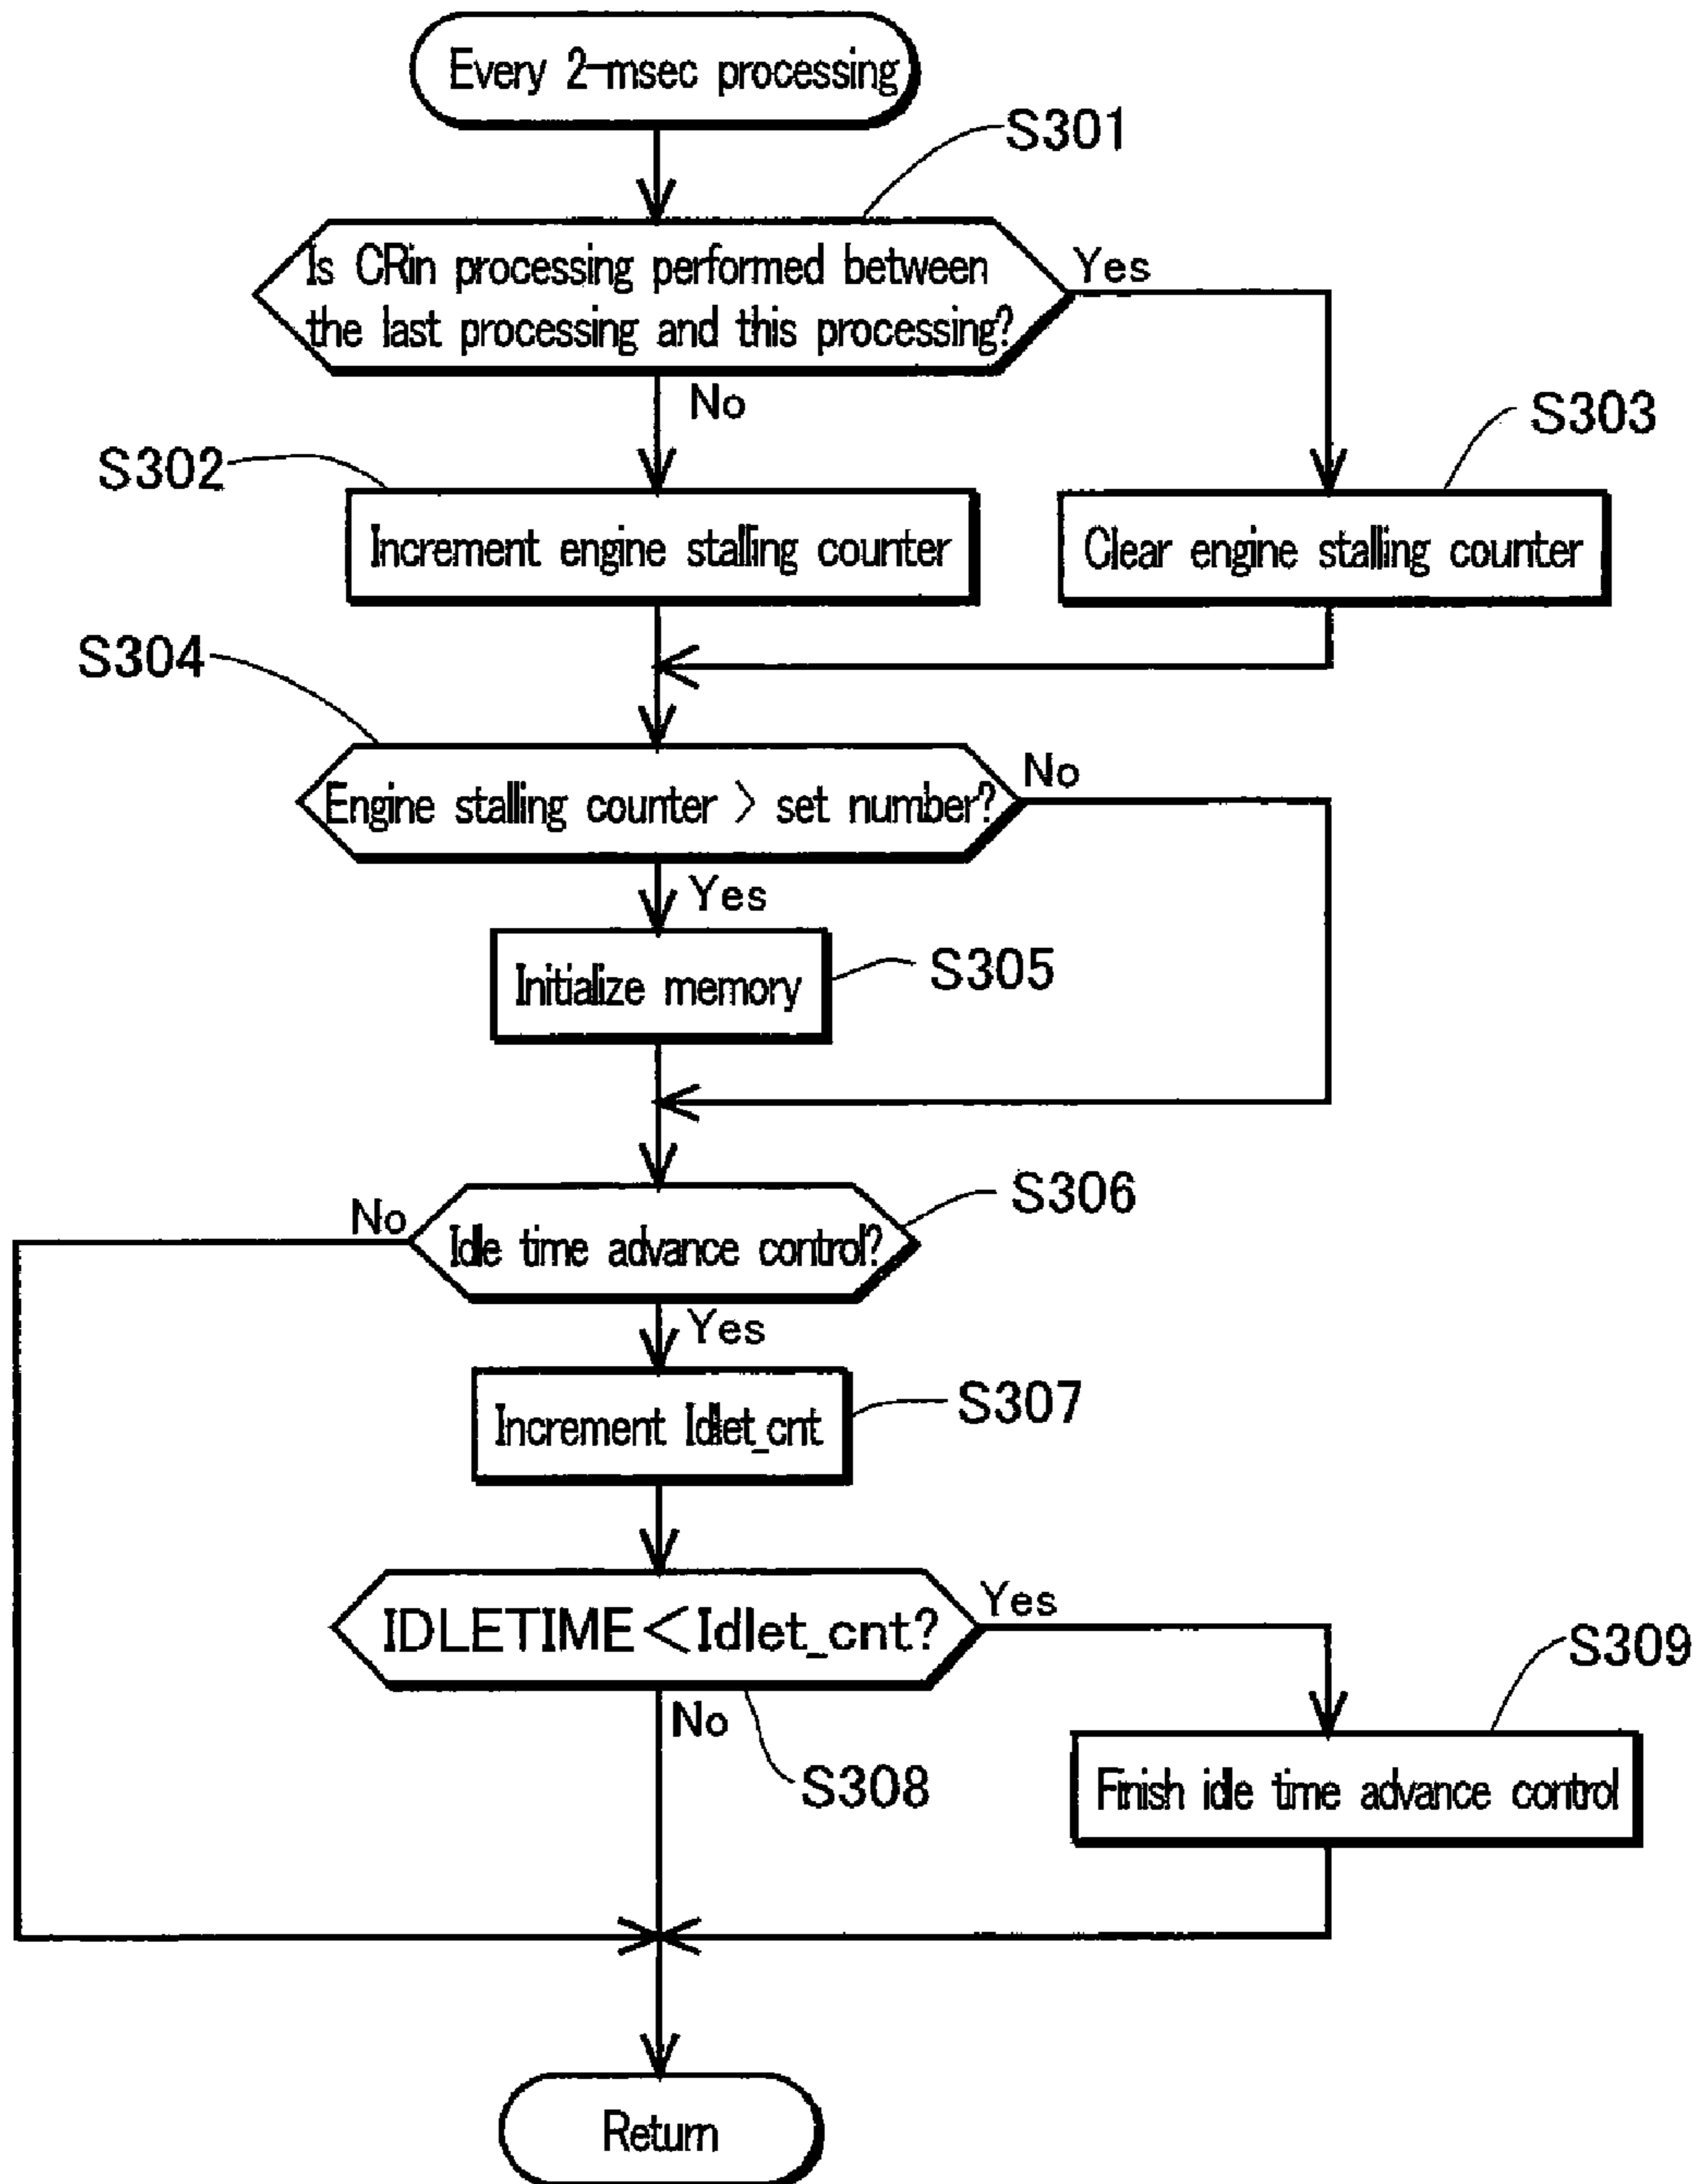 Every 2-msec processing
S301
Is CRin processing performed between
the last processing and this processing?
Yes
No
S302
S303
Increment engine stalling counter
Clear engine stalling counter
S304
Engine stalling counter > set number?
No
Yes
Initialize memory
S305
S306
No
Idle time advance control?
Yes
Increment Idlet_cnt
S307
IDLETIME<Idlet_cnt?
Yes
S309
No
S308
Finish idle time advance control
Return